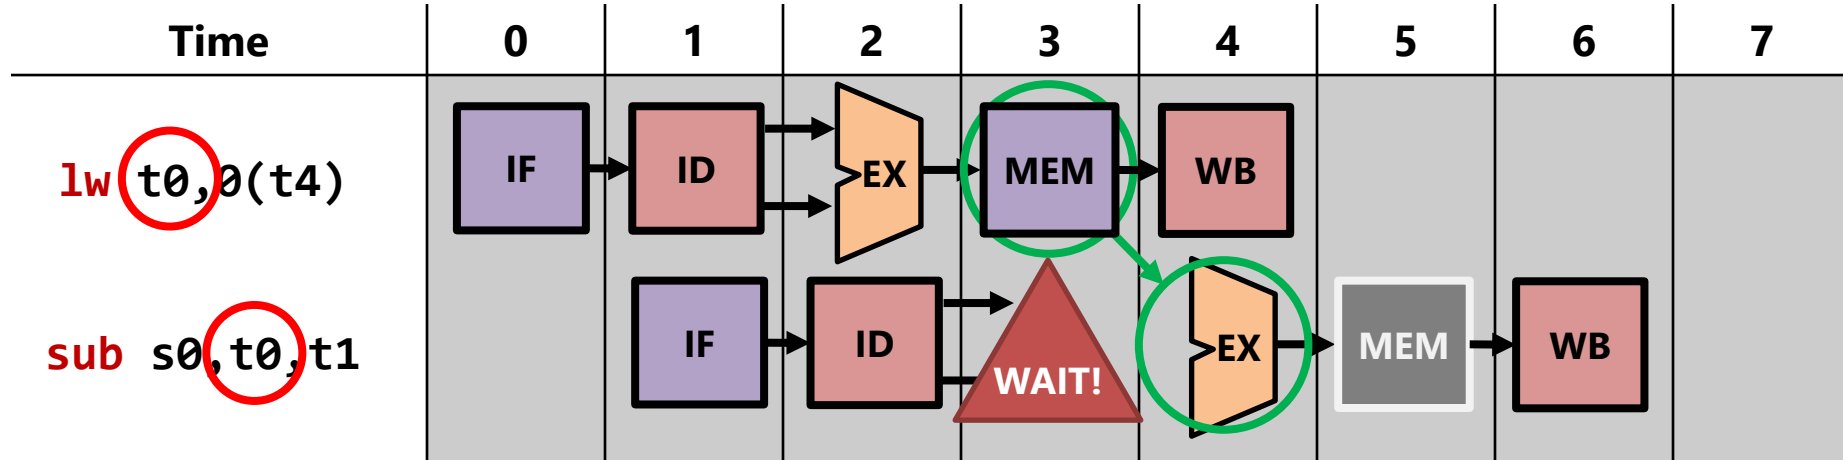 Time 0 1 2 3 4 5 6 7
lw t0,0(t4) IF ID EX MEM WB
sub s0,t0,t1 IF ID WAIT! EX MEM WB